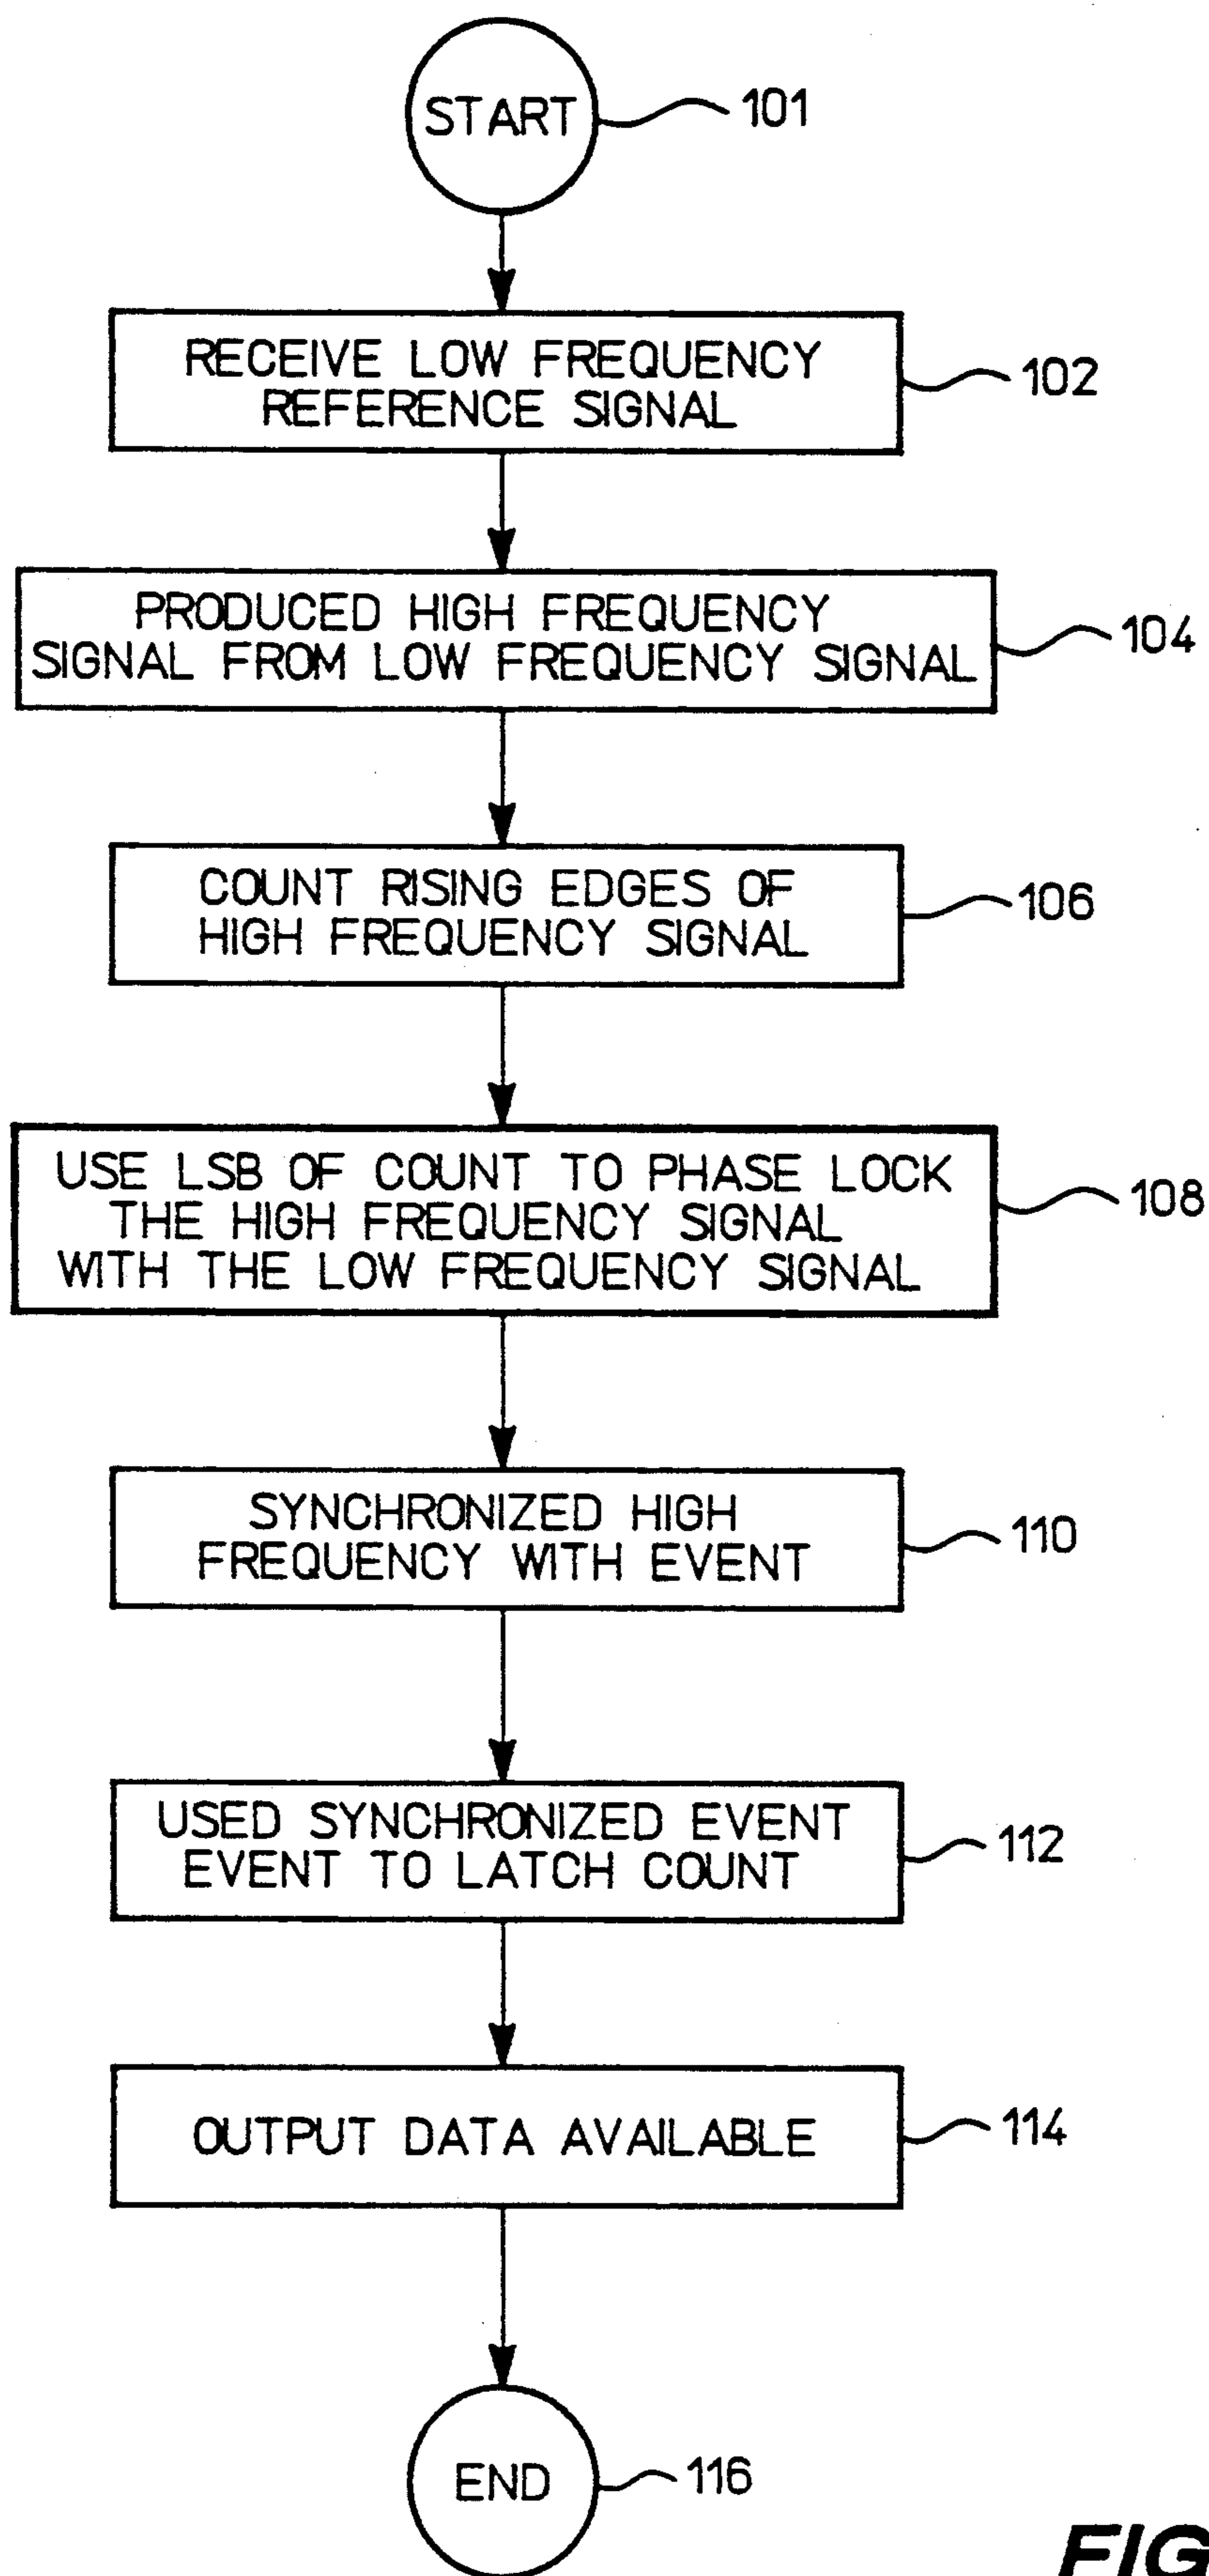 START
101
RECEIVE LOW FREQUENCY
REFERENCE SIGNAL
102
PRODUCED HIGH FREQUENCY
SIGNAL FROM LOW FREQUENCY SIGNAL
104
COUNT RISING EDGES OF
HIGH FREQUENCY SIGNAL
106
USE LSB OF COUNT TO PHASE LOCK
THE HIGH FREQUENCY SIGNAL
WITH THE LOW FREQUENCY SIGNAL
108
SYNCHRONIZED HIGH
FREQUENCY WITH EVENT
110
USED SYNCHRONIZED EVENT
EVENT TO LATCH COUNT
112
OUTPUT DATA AVAILABLE
114
END
116
FIG